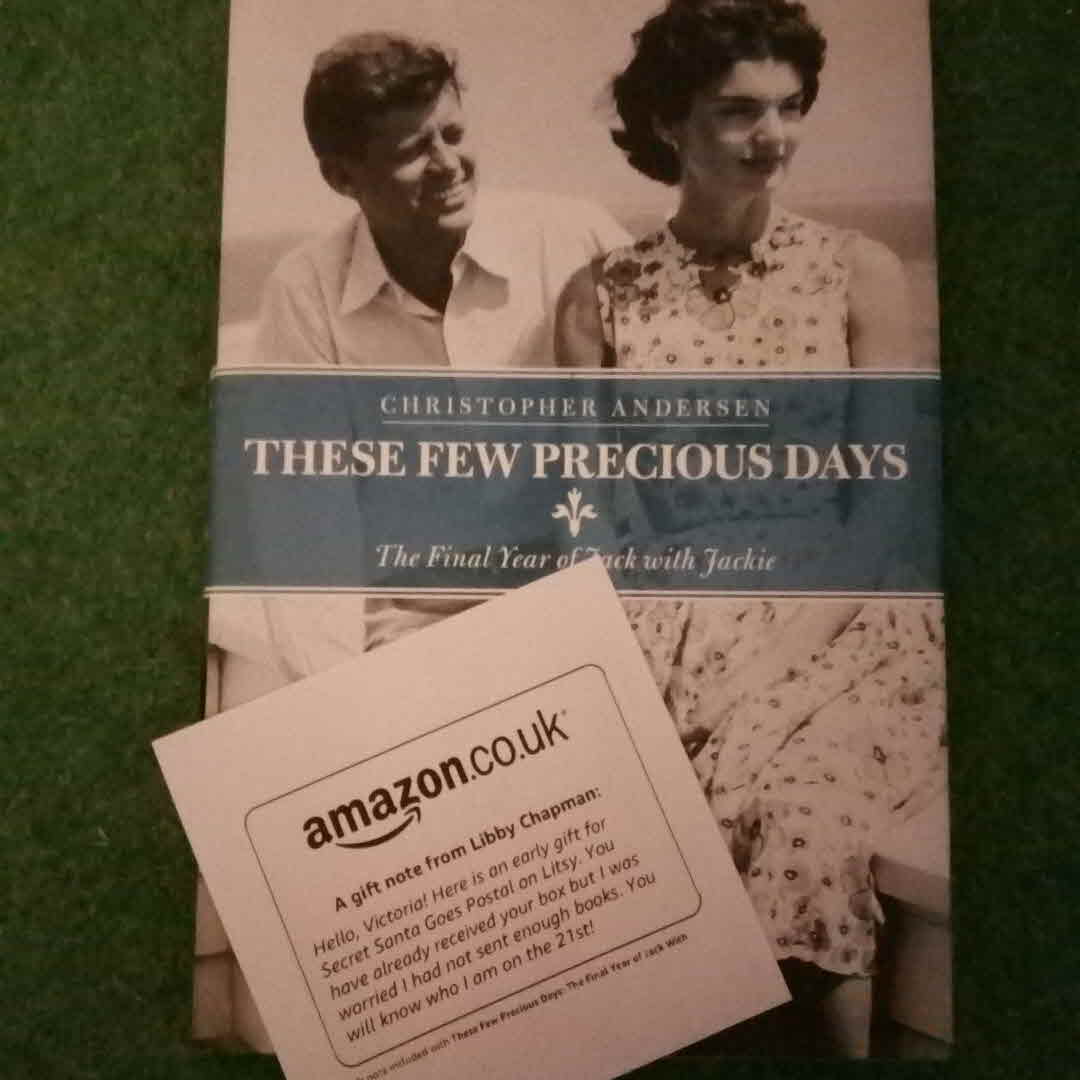 CHRISTOPHER ANDERSEN
THESE FEW PRECIOUS DAYS
The Final Year of Jack with Jackie
amazon.co.uk
A gift note from Libby Chapman:
Hello, Victoria! Here is an early gift for
Secret Santa Goes Postal on Litsy. You
have already received your box but I was
worried I had not sent enough books. You
will know who I am on the 21st!
note included with These Few Precious Days: The Final Year of Jack With